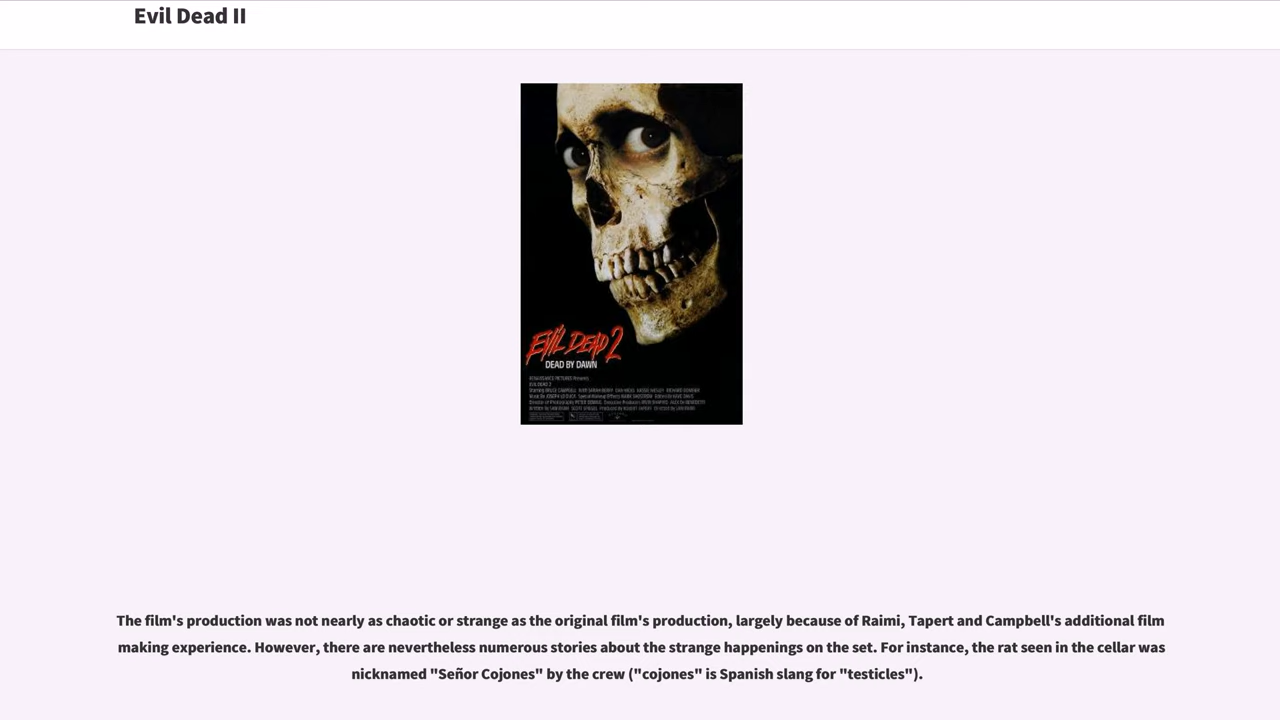 Evil Dead II
EVIL DEAD 2
DEAD BY DAWN
EVIL DEAD 2
The film's production was not nearly as chaotic or strange as the original film's production, largely because of Raimi, Tapert and Campbell's additional film
making experience. However, there are nevertheless numerous stories about the strange happenings on the set. For instance, the rat seen in the cellar was
nicknamed "Señor Cojones" by the crew ("cojones" is Spanish slang for "testicles").